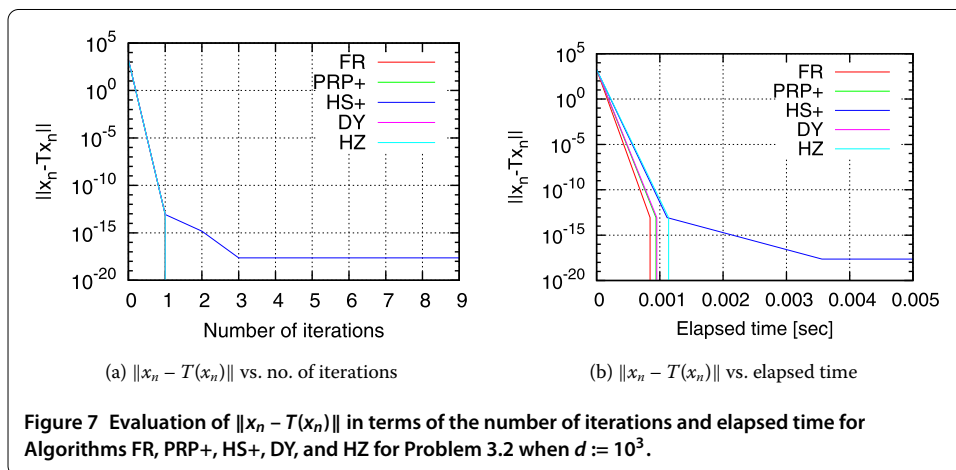 10^5
10^0
10^-5
10^-10
10^-15
10^-20
||x_n-Tx_n||
FR
PRP+
HS+
DY
HZ
0 1 2 3 4 5 6 7 8 9
Number of iterations
(a) ‖x_n – T(x_n)‖ vs. no. of iterations
10^5
10^0
10^-5
10^-10
10^-15
10^-20
||x_n-Tx_n||
FR
PRP+
HS+
DY
HZ
0 0.001 0.002 0.003 0.004 0.005
Elapsed time [sec]
(b) ‖x_n – T(x_n)‖ vs. elapsed time
Figure 7 Evaluation of ‖x_n – T(x_n)‖ in terms of the number of iterations and elapsed time for
Algorithms FR, PRP+, HS+, DY, and HZ for Problem 3.2 when d := 10^3.